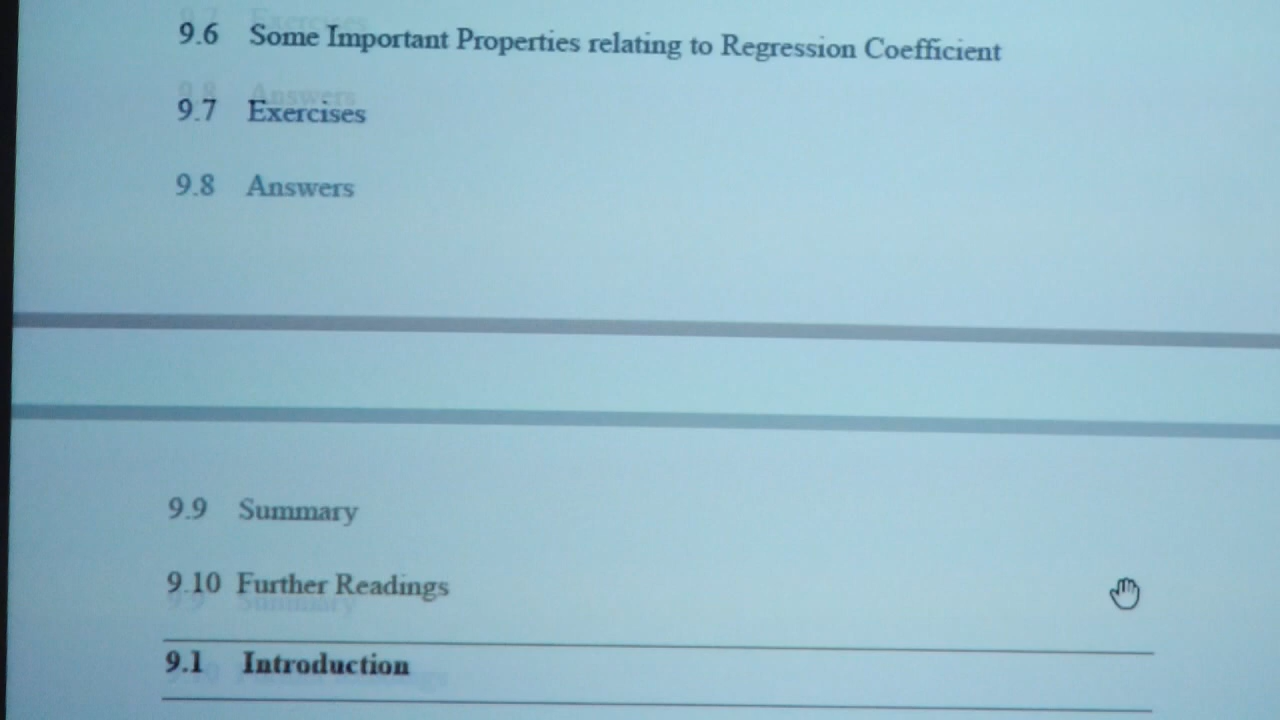 9.6 Some Important Properties relating to Regression Coefficient
9.7 Exercises
9.8 Answers
9.9 Summary
9.10 Further Readings
9.1 Introduction